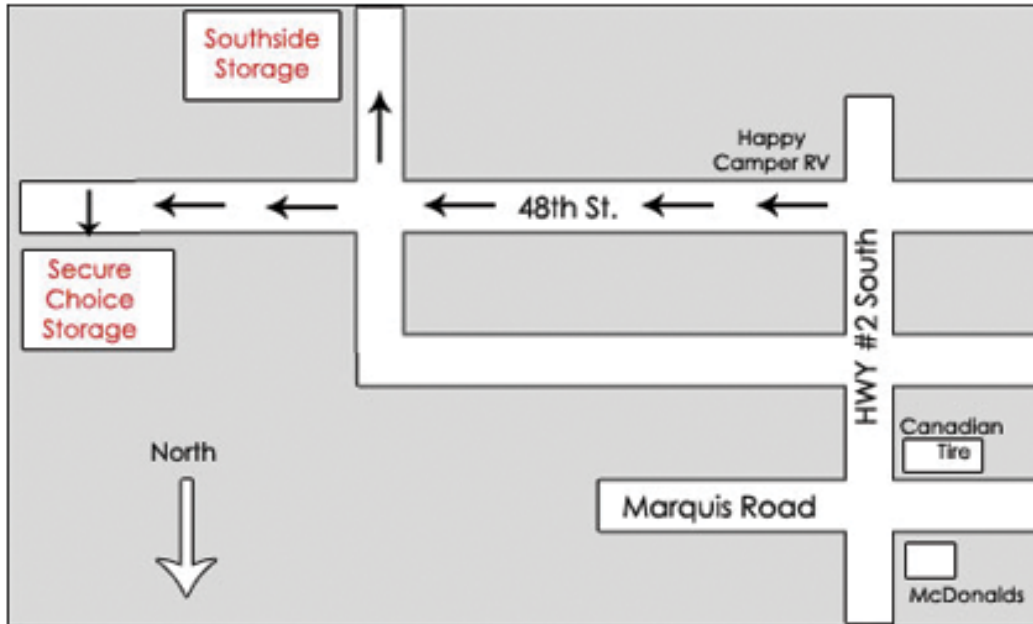 Southside
Storage
Happy
Camper RV
48th St.
Secure
Choice
Storage
HWY #2 South
Canadian
Tire
North
Marquis Road
McDonalds